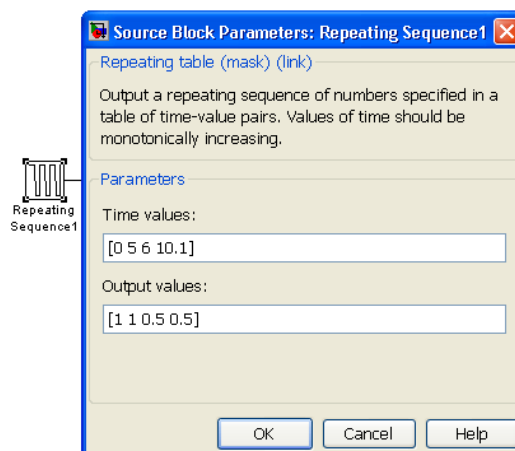 Source Block Parameters: Repeating Sequence1
Repeating table (mask) (link)
Output a repeating sequence of numbers specified in a
table of time-value pairs. Values of time should be
monotonically increasing.
Repeating
Sequence1
Parameters
Time values:
[0 5 6 10.1]
Output values:
[1 1 0.5 0.5]
OK
Cancel
Help